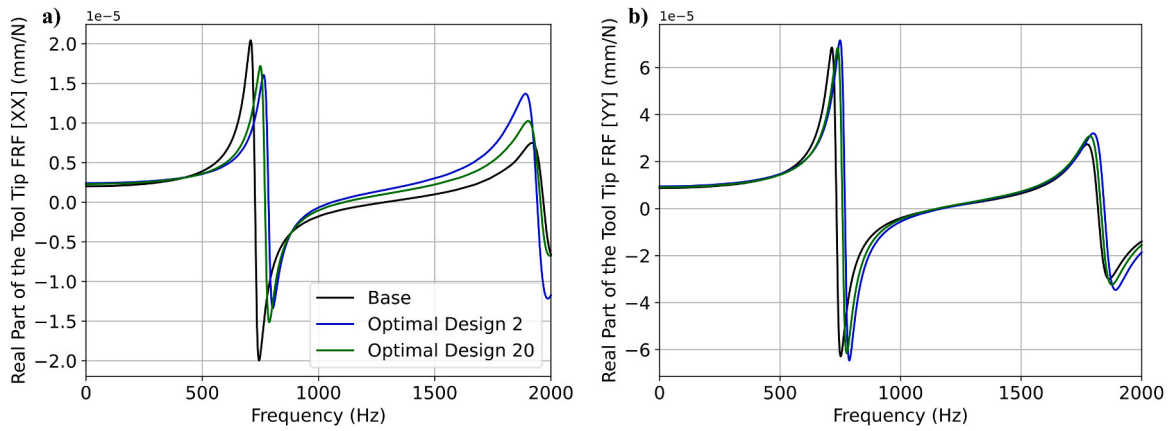 a)
1e−5
Real Part of the Tool Tip FRF [XX] (mm/N)
2.0
1.5
1.0
0.5
0.0
−0.5
−1.0
−1.5
−2.0
Base
Optimal Design 2
Optimal Design 20
0 500 1000 1500 2000
Frequency (Hz)
b)
1e−5
Real Part of the Tool Tip FRF [YY] (mm/N)
6
4
2
0
−2
−4
−6
0 500 1000 1500 2000
Frequency (Hz)